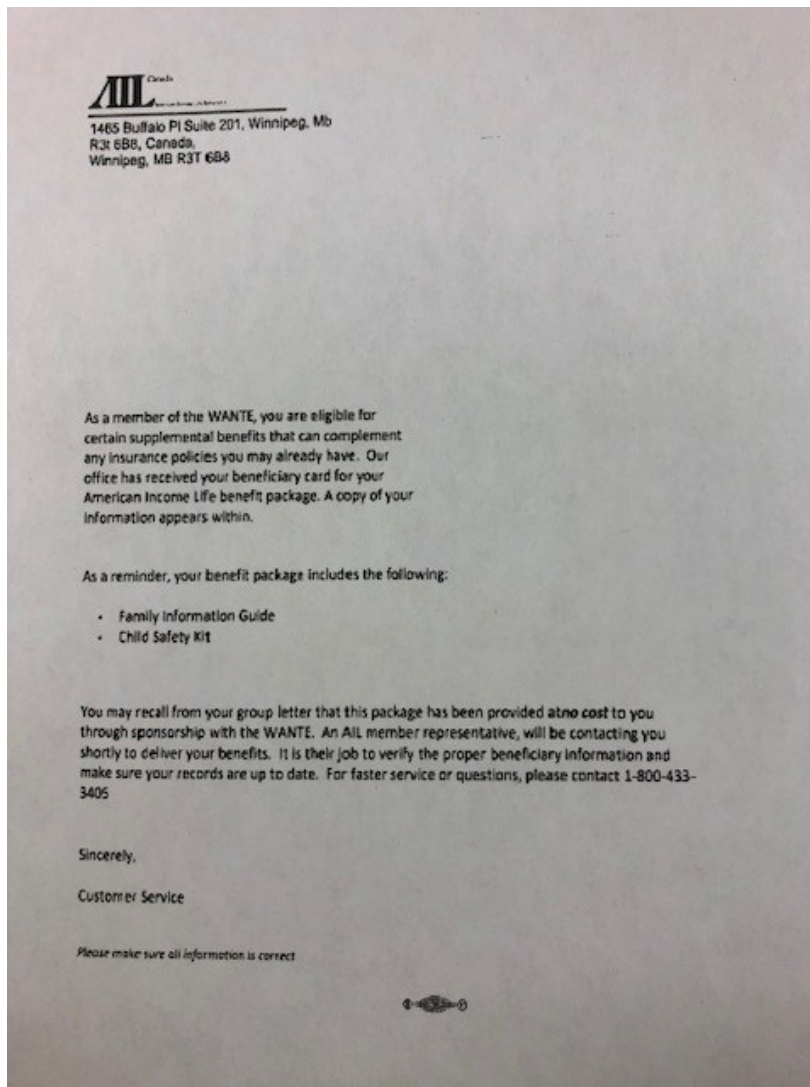 AIL
Canada
1465 Buffalo Pl Suite 201, Winnipeg, Mb
R3t 6B8, Canada,
Winnipeg, MB R3T 6B8
As a member of the WANTE, you are eligible for
certain supplemental benefits that can complement
any insurance policies you may already have. Our
office has received your beneficiary card for your
American Income Life benefit package. A copy of your
information appears within.
As a reminder, your benefit package includes the following:
• Family Information Guide
• Child Safety Kit
You may recall from your group letter that this package has been provided atno cost to you
through sponsorship with the WANTE. An AIL member representative, will be contacting you
shortly to deliver your benefits. It is their job to verify the proper beneficiary information and
make sure your records are up to date. For faster service or questions, please contact 1-800-433-
3405
Sincerely,
Customer Service
Please make sure all information is correct